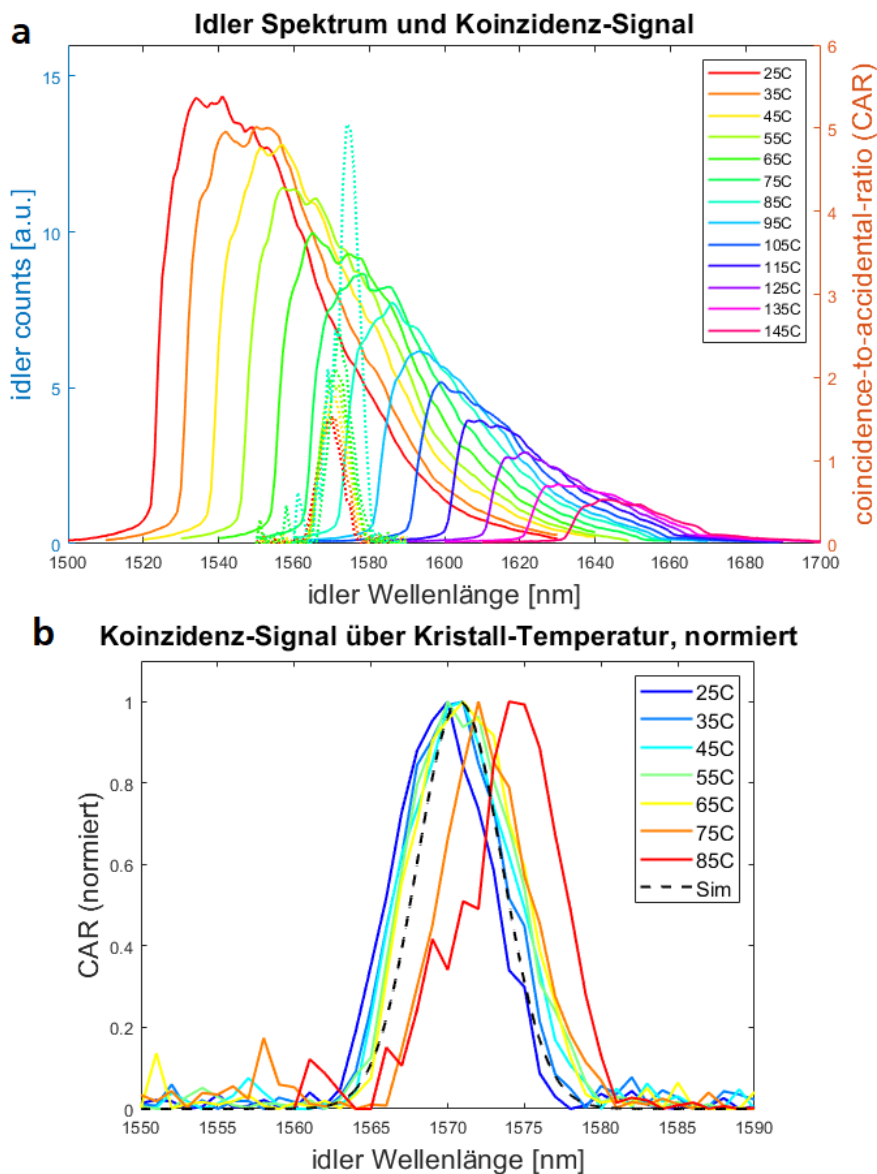 a
Idler Spektrum und Koinzidenz-Signal
idler counts [a.u.]
15
10
5
0
6
5
4
3
2
1
0
coincidence-to-accidental-ratio (CAR)
25C
35C
45C
55C
65C
75C
85C
95C
105C
115C
125C
135C
145C
1500 1520 1540 1560 1580 1600 1620 1640 1660 1680 1700
idler Wellenlänge [nm]
b
Koinzidenz-Signal über Kristall-Temperatur, normiert
CAR (normiert)
1
0.8
0.6
0.4
0.2
0
25C
35C
45C
55C
65C
75C
85C
Sim
1550 1555 1560 1565 1570 1575 1580 1585 1590
idler Wellenlänge [nm]